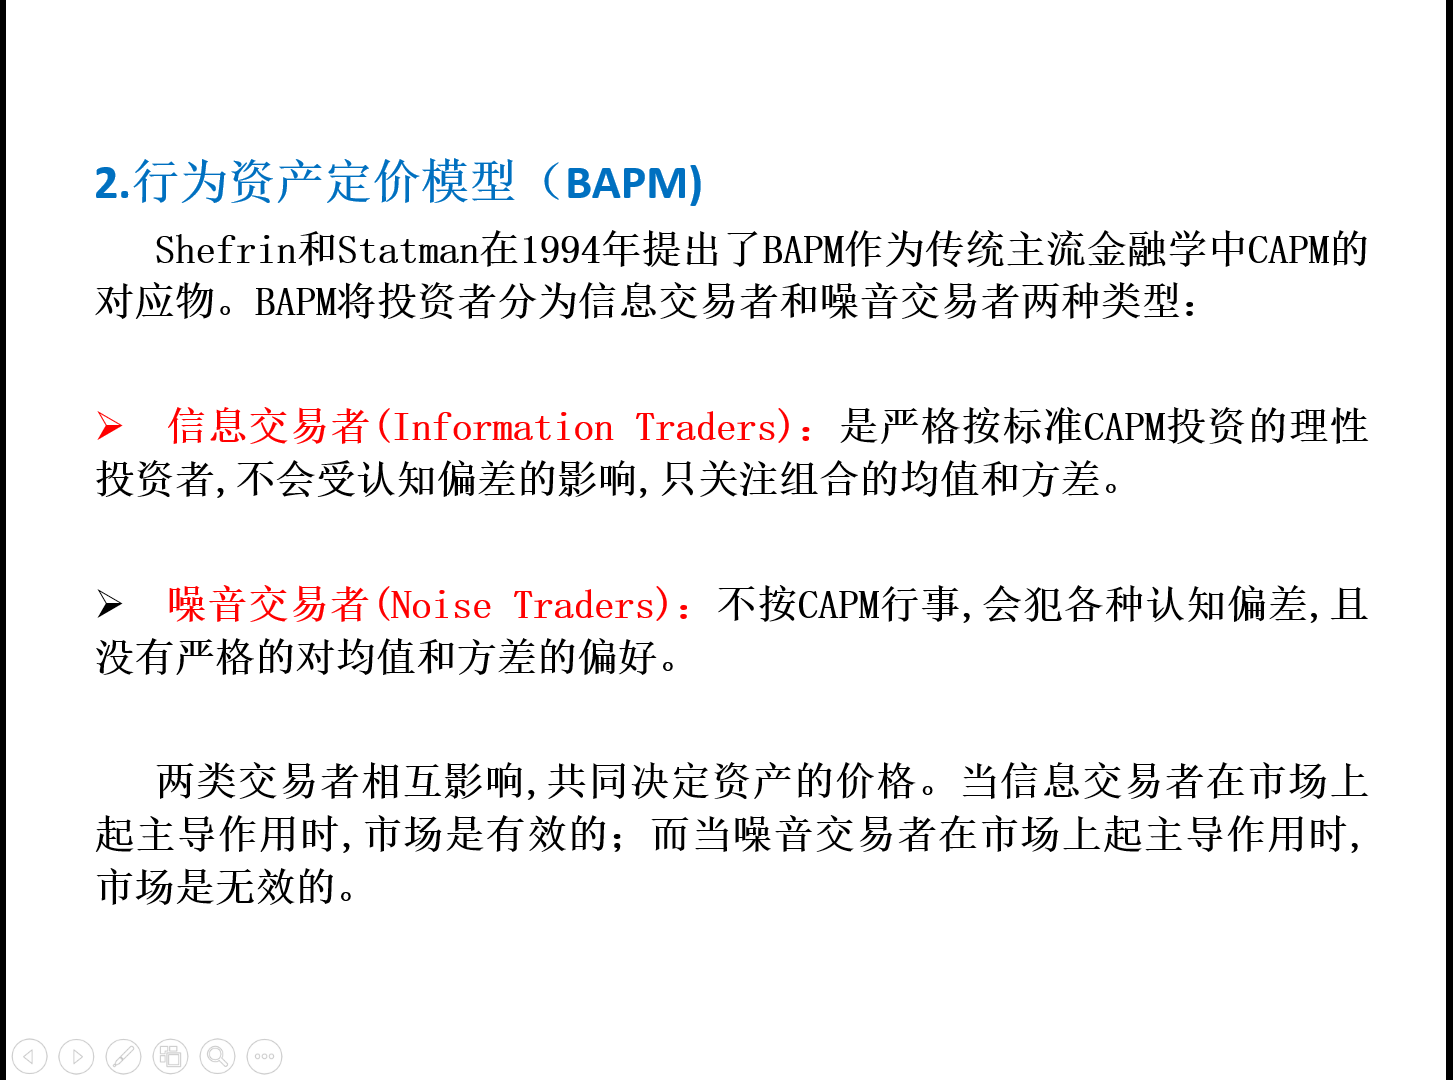 2.行为资产定价模型（BAPM)
Shefrin和Statman在1994年提出了BAPM作为传统主流金融学中CAPM的
对应物。BAPM将投资者分为信息交易者和噪音交易者两种类型：
➢ 信息交易者(Information Traders)：是严格按标准CAPM投资的理性
投资者,不会受认知偏差的影响,只关注组合的均值和方差。
➢ 噪音交易者(Noise Traders)：不按CAPM行事,会犯各种认知偏差,且
没有严格的对均值和方差的偏好。
两类交易者相互影响,共同决定资产的价格。当信息交易者在市场上
起主导作用时,市场是有效的；而当噪音交易者在市场上起主导作用时,
市场是无效的。